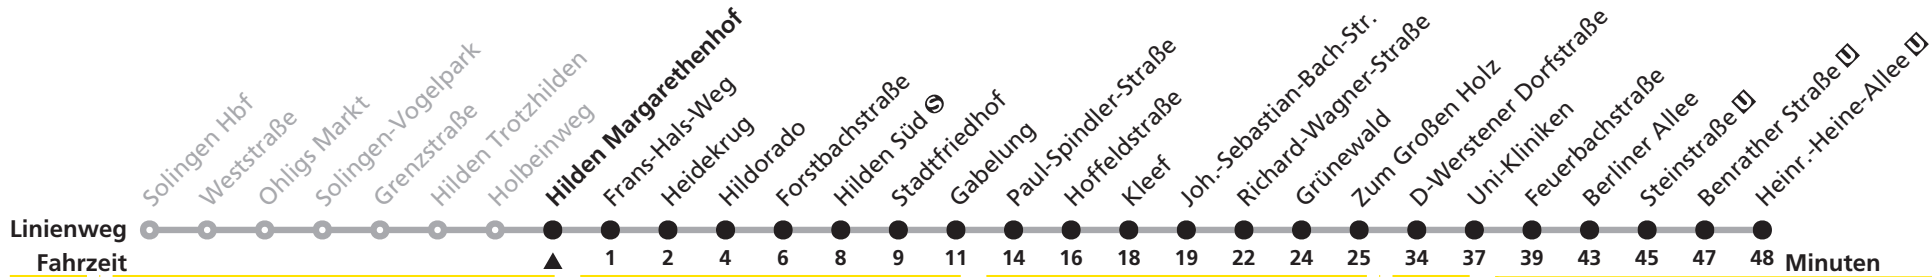 Solingen Hbf
Weststraße
Ohligs Markt
Solingen-Vogelpark
Grenzstraße
Hilden Trotzhilden
Holbeinweg
Hilden Margarethenhof
Frans-Hals-Weg
Heidekrug
Hildorado
Forstbachstraße
Hilden Süd S
Stadtfriedhof
Gabelung
Paul-Spindler-Straße
Hoffeldstraße
Kleef
Joh.-Sebastian-Bach-Str.
Richard-Wagner-Straße
Grünewald
Zum Großen Holz
D-Werstener Dorfstraße
Uni-Kliniken
Feuerbachstraße
Berliner Allee
Steinstraße U
Benrather Straße U
Heinr.-Heine-Allee U
Linienweg
Fahrzeit 1 2 4 6 8 9 11 14 16 18 19 22 24 25 34 37 39 43 45 47 48 Minuten